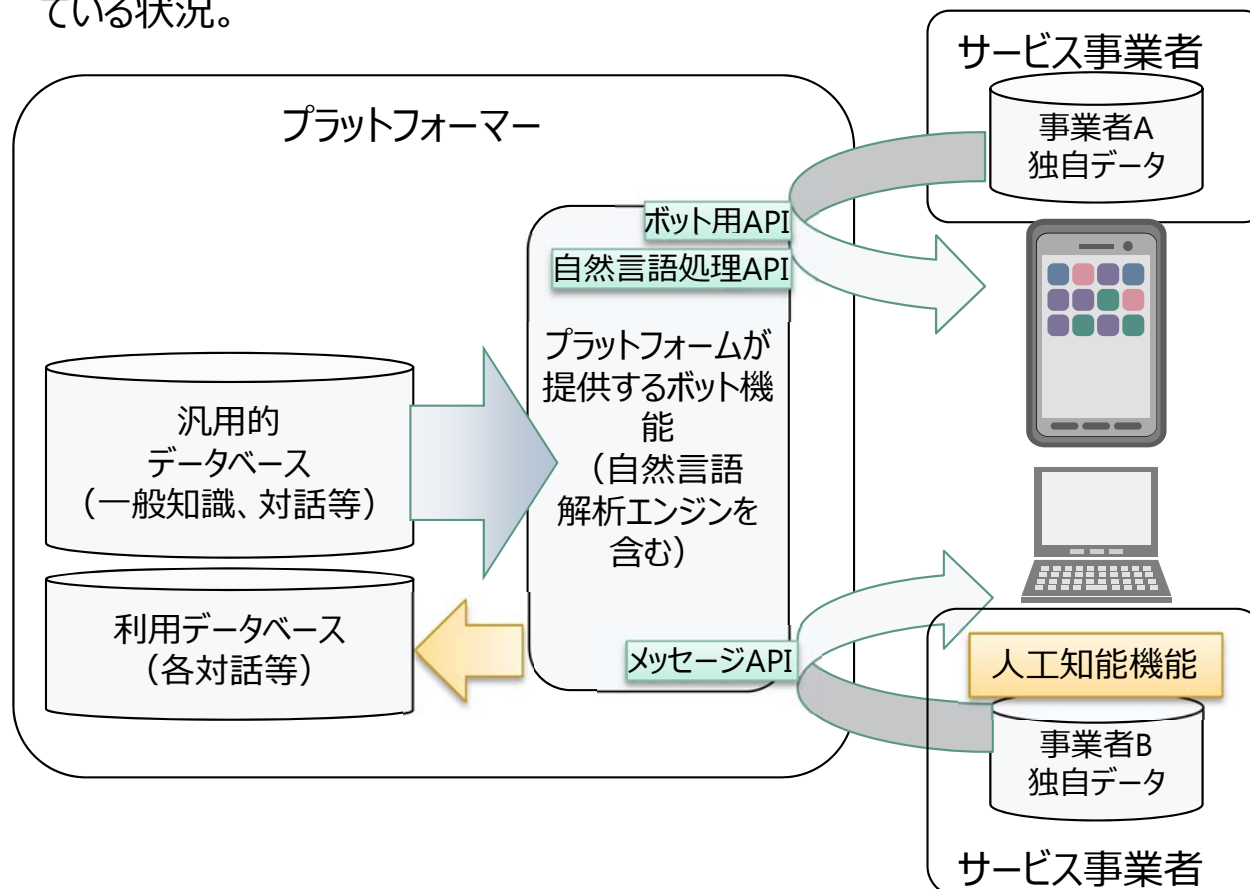 ている状況。
サービス事業者
事業者A
独自データ
プラットフォーマー
ボット用API
自然言語処理API
プラットフォームが
提供するボット機
能
（自然言語
解析エンジンを
含む）
汎用的
データベース
（一般知識、対話等）
利用データベース
（各対話等）
メッセージAPI
人工知能機能
事業者B
独自データ
サービス事業者